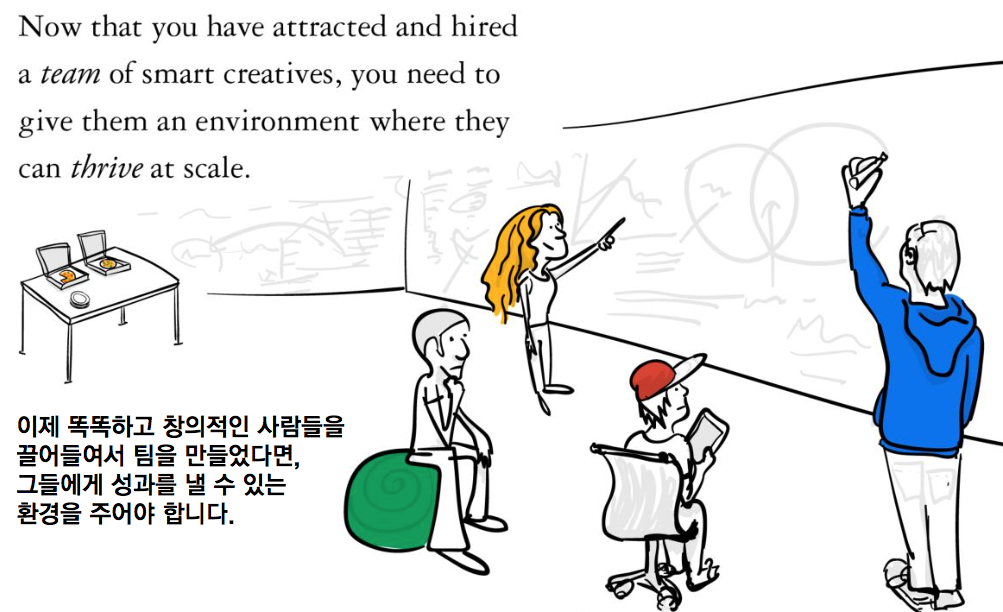 Now that you have attracted and hired
a team of smart creatives, you need to
give them an environment where they
can thrive at scale.
이제 똑똑하고 창의적인 사람들을
끌어들여서 팀을 만들었다면,
그들에게 성과를 낼 수 있는
환경을 주어야 합니다.